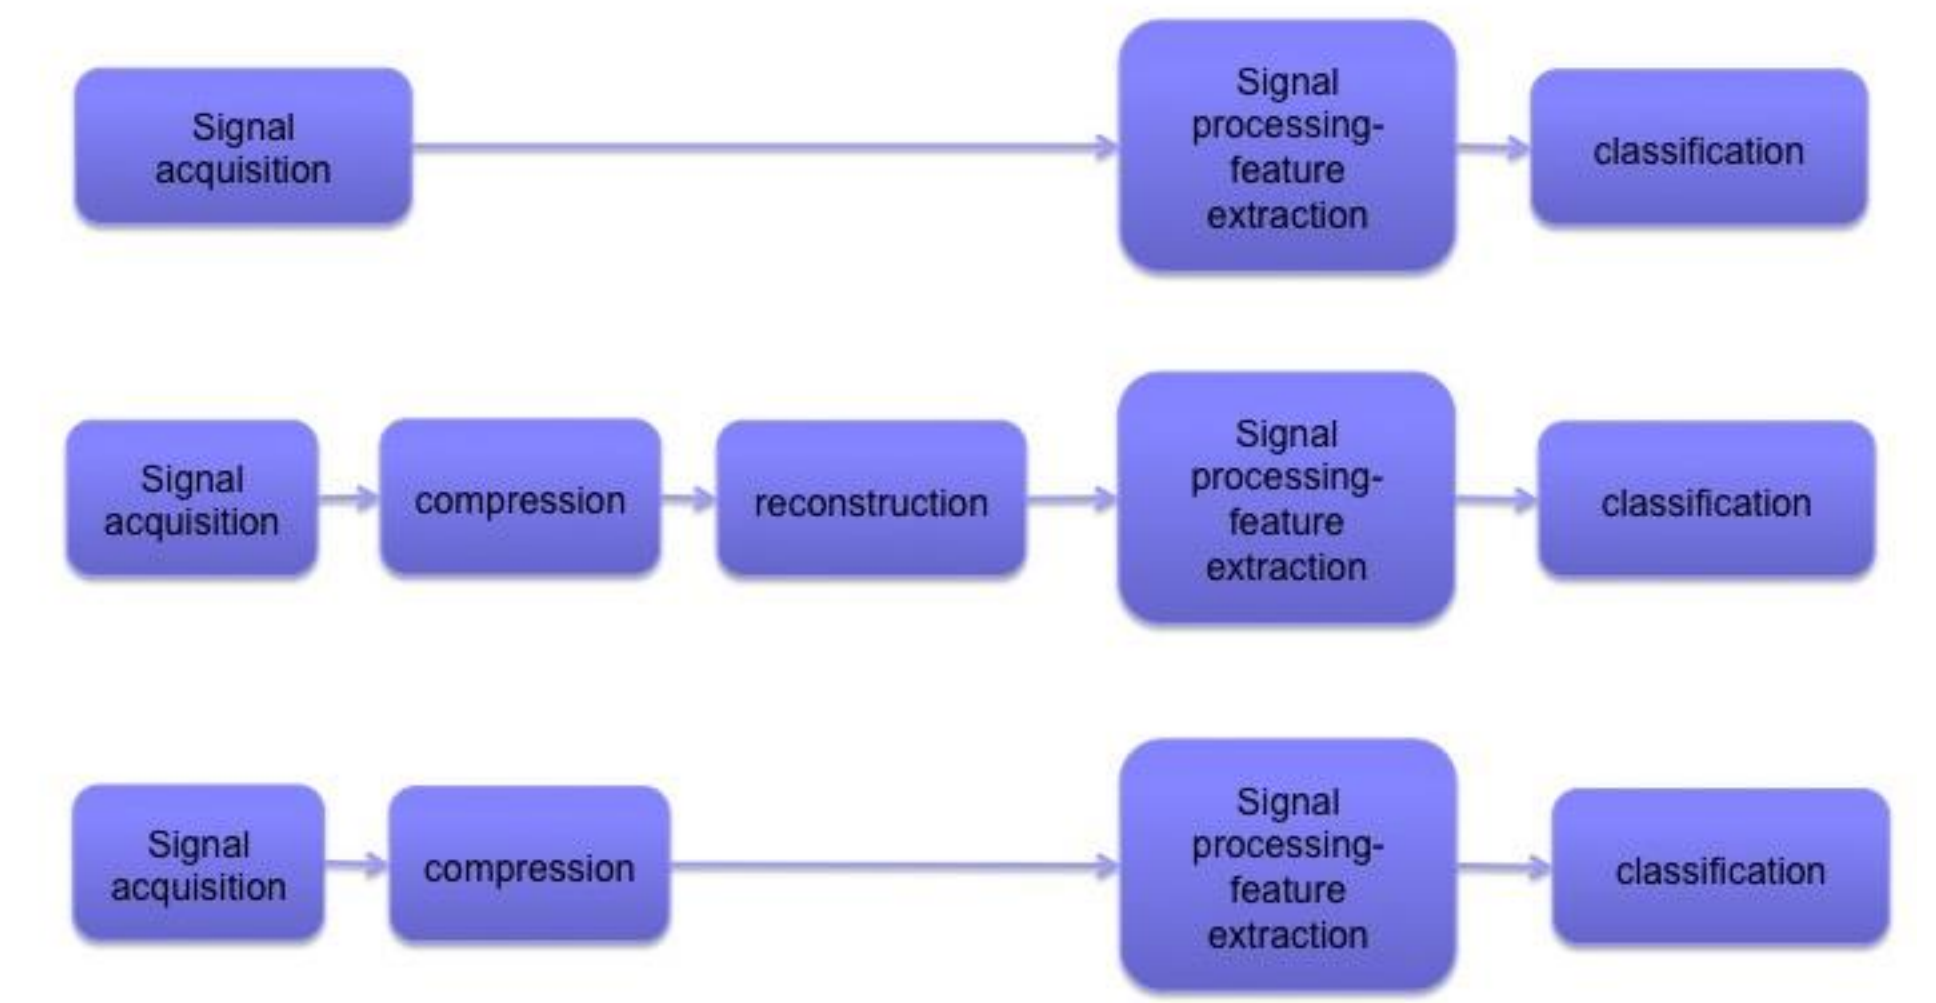 Signal
acquisition
Signal
processing-
feature
extraction
classification
Signal
acquisition
compression
reconstruction
Signal
processing-
feature
extraction
classification
Signal
acquisition
compression
Signal
processing-
feature
extraction
classification